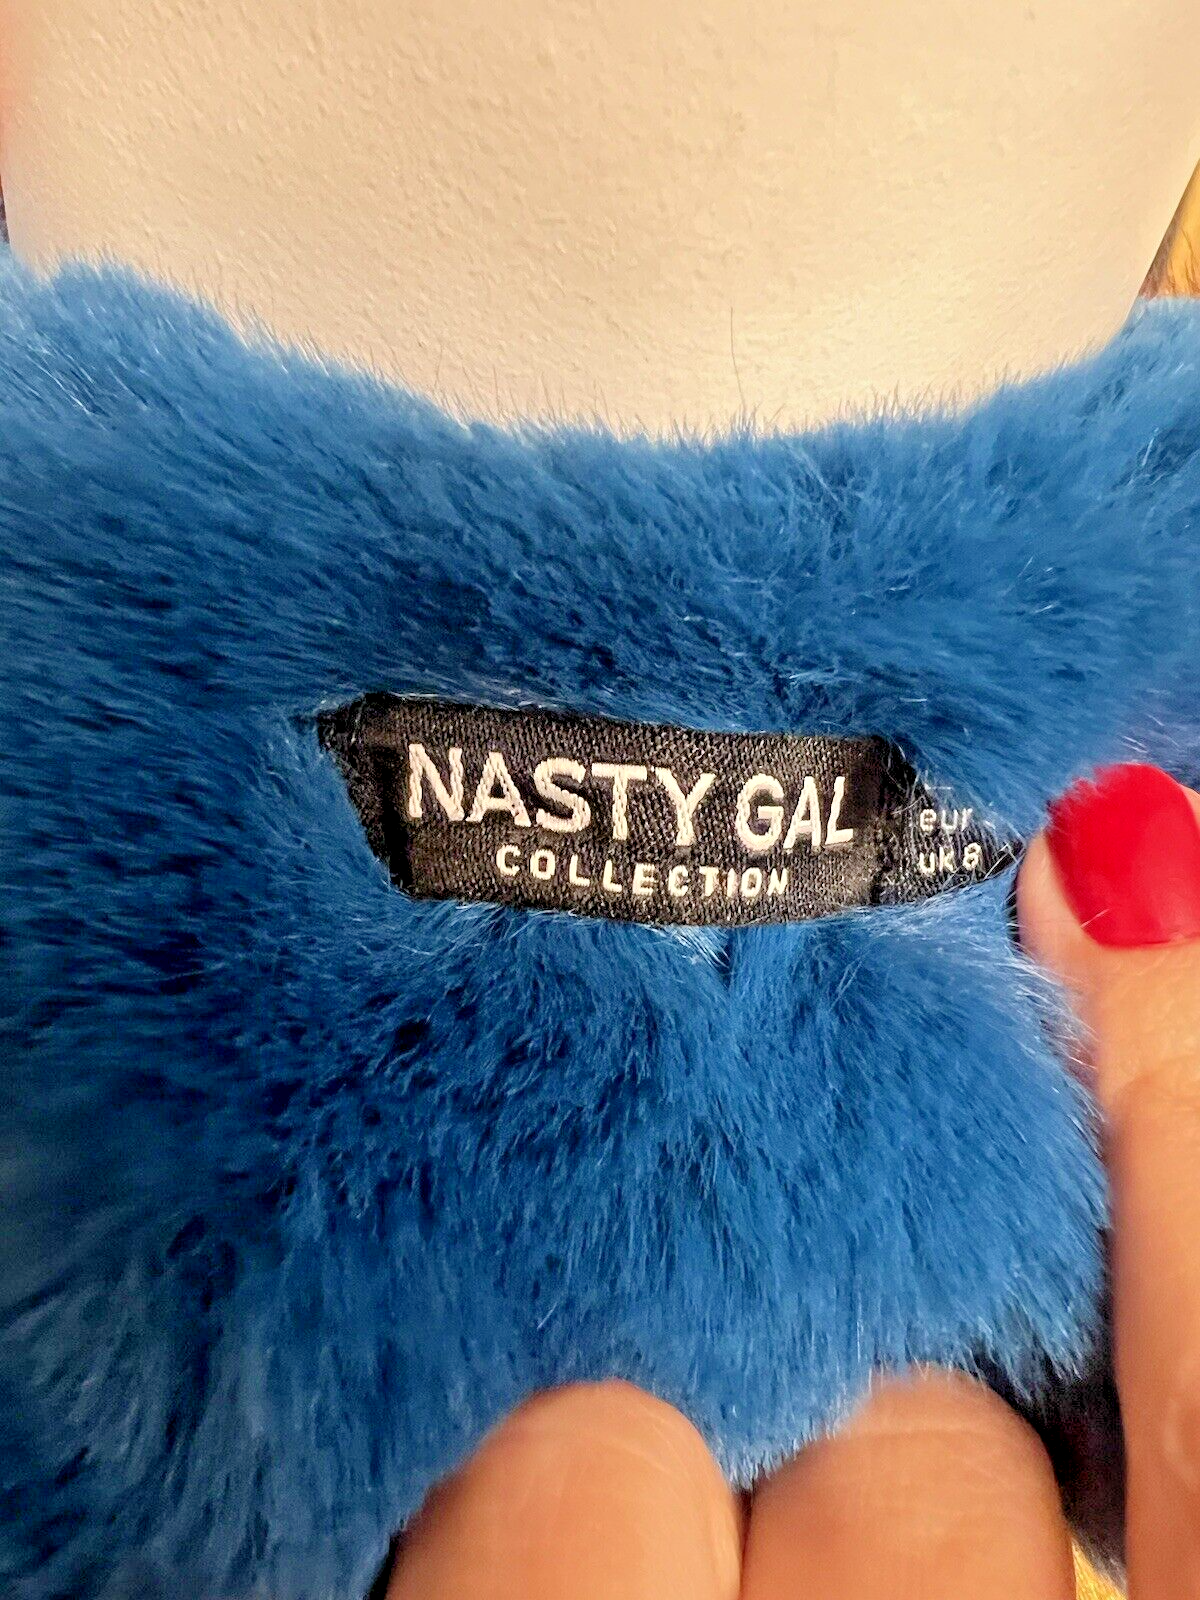 NASTY GAL
COLLECTION
eur
uk 8